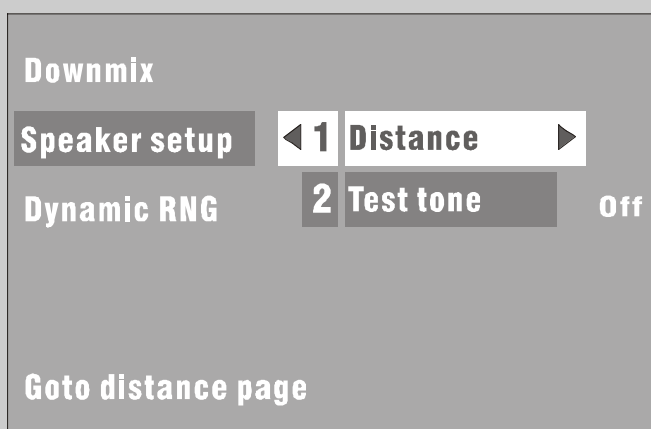 Downmix
Speaker setup 1 Distance
Dynamic RNG 2 Test tone Off
Goto distance page